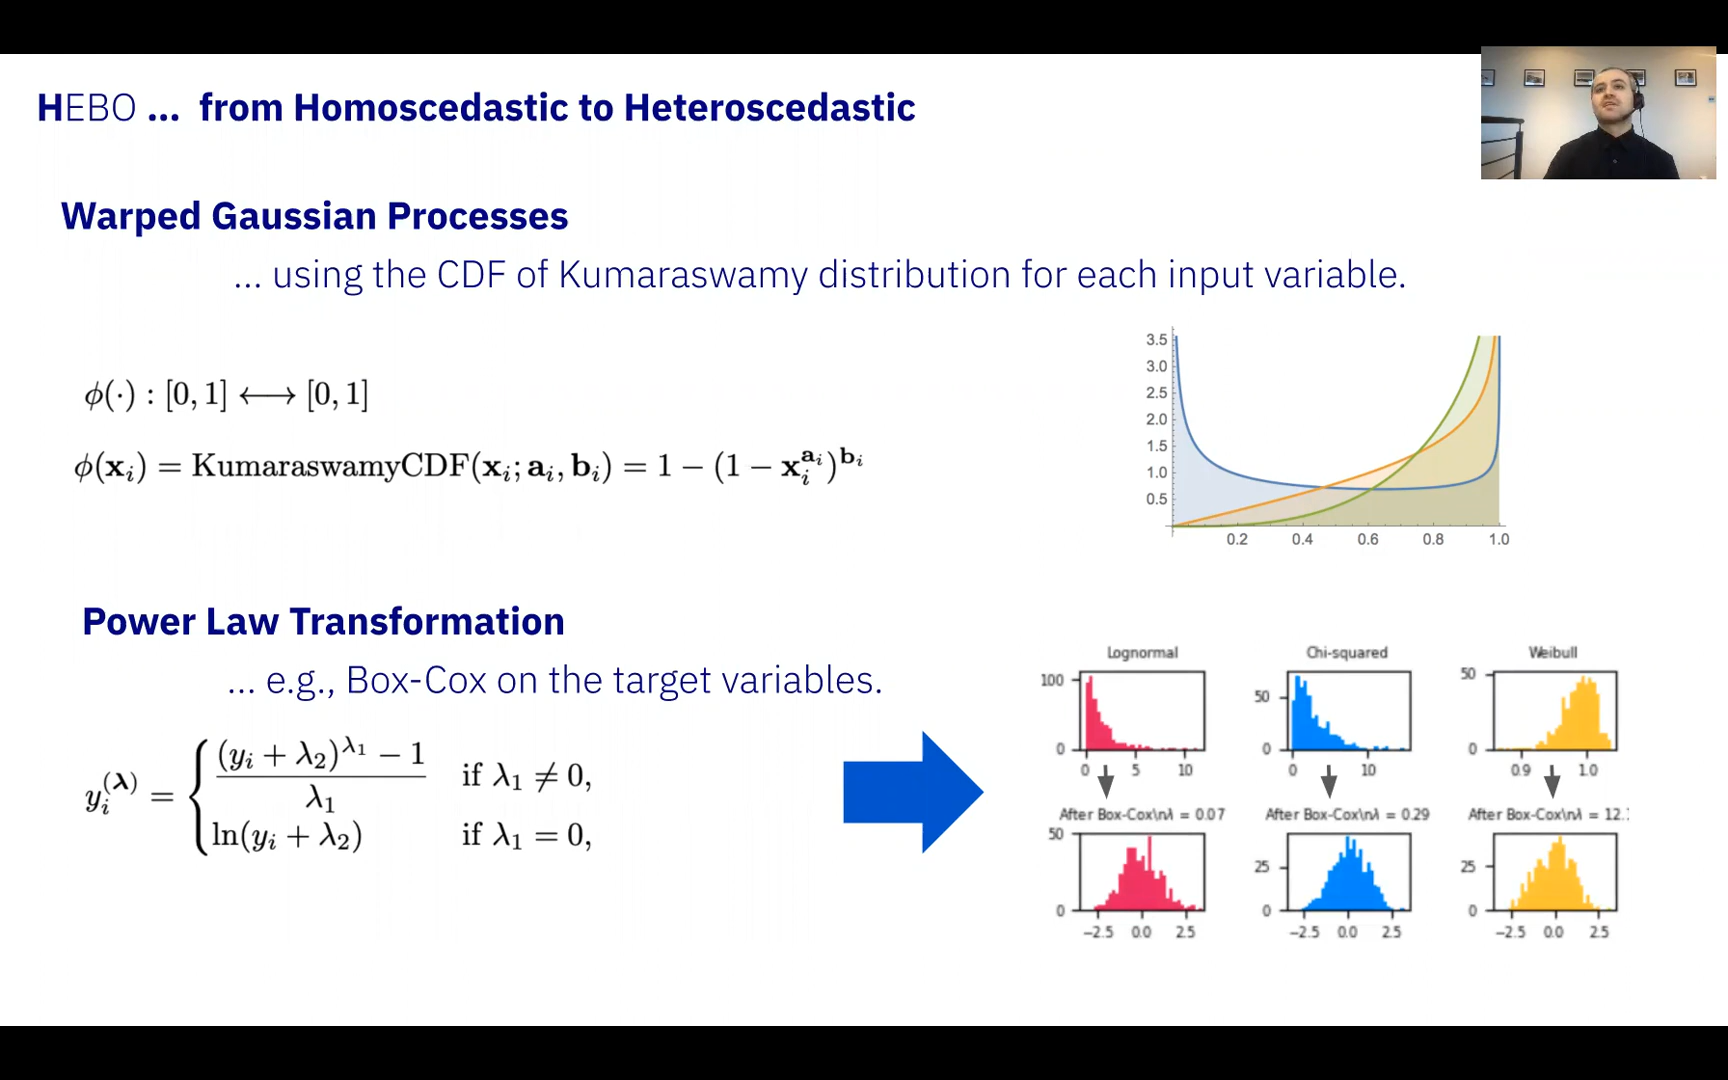 HEBO ... from Homoscedastic to Heteroscedastic
Warped Gaussian Processes
... using the CDF of Kumaraswamy distribution for each input variable.
ϕ(·) : [0, 1] ⟷ [0, 1]
ϕ(𝐱ᵢ) = KumaraswamyCDF(𝐱ᵢ; 𝐚ᵢ, 𝐛ᵢ) = 1 − (1 − 𝐱ᵢ^𝐚ᵢ)^𝐛ᵢ
3.5
3.0
2.5
2.0
1.5
1.0
0.5
0.2 0.4 0.6 0.8 1.0
Power Law Transformation
... e.g., Box-Cox on the target variables.
yᵢ^(λ) = { ((yᵢ + λ₂)^λ₁ − 1) / λ₁ if λ₁ ≠ 0,
ln(yᵢ + λ₂) if λ₁ = 0,
Lognormal Chi-squared Weibull
100 50 50
0 0 0
0 5 10 0 10 0.9 1.0
After Box-Cox\nλ = 0.07 After Box-Cox\nλ = 0.29 After Box-Cox\nλ = 12.
50 25 25
0 0 0
−2.5 0.0 2.5 −2.5 0.0 2.5 −2.5 0.0 2.5